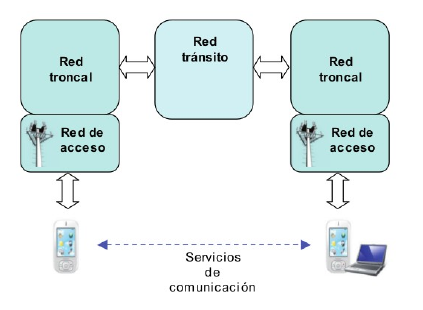 Red
troncal
Red
tránsito
Red
troncal
Red de
acceso
Red de
acceso
Servicios
de
comunicación